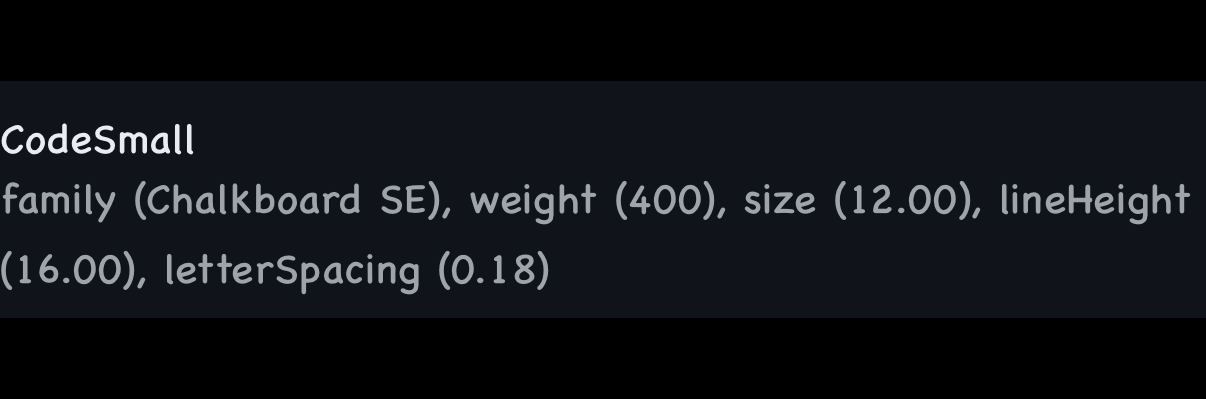 CodeSmall
family (Chalkboard SE), weight (400), size (12.00), lineHeight
(16.00), letterSpacing (0.18)